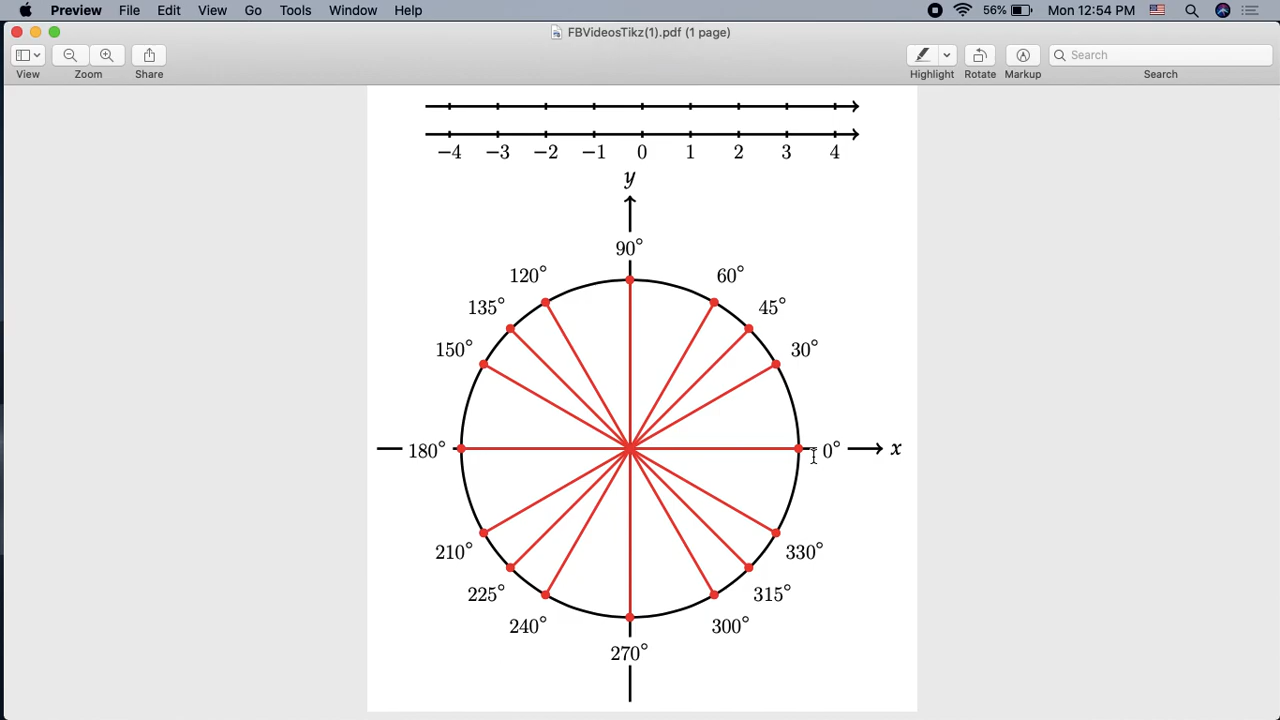 Preview File Edit View Go Tools Window Help 56% Mon 12:54 PM
FBVideosTikz(1).pdf (1 page)
Search
View Zoom Share Highlight Rotate Markup Search
−4 −3 −2 −1 0 1 2 3 4
y
90°
120° 60°
135° 45°
150° 30°
180° 0° x
210° 330°
225° 315°
240° 300°
270°